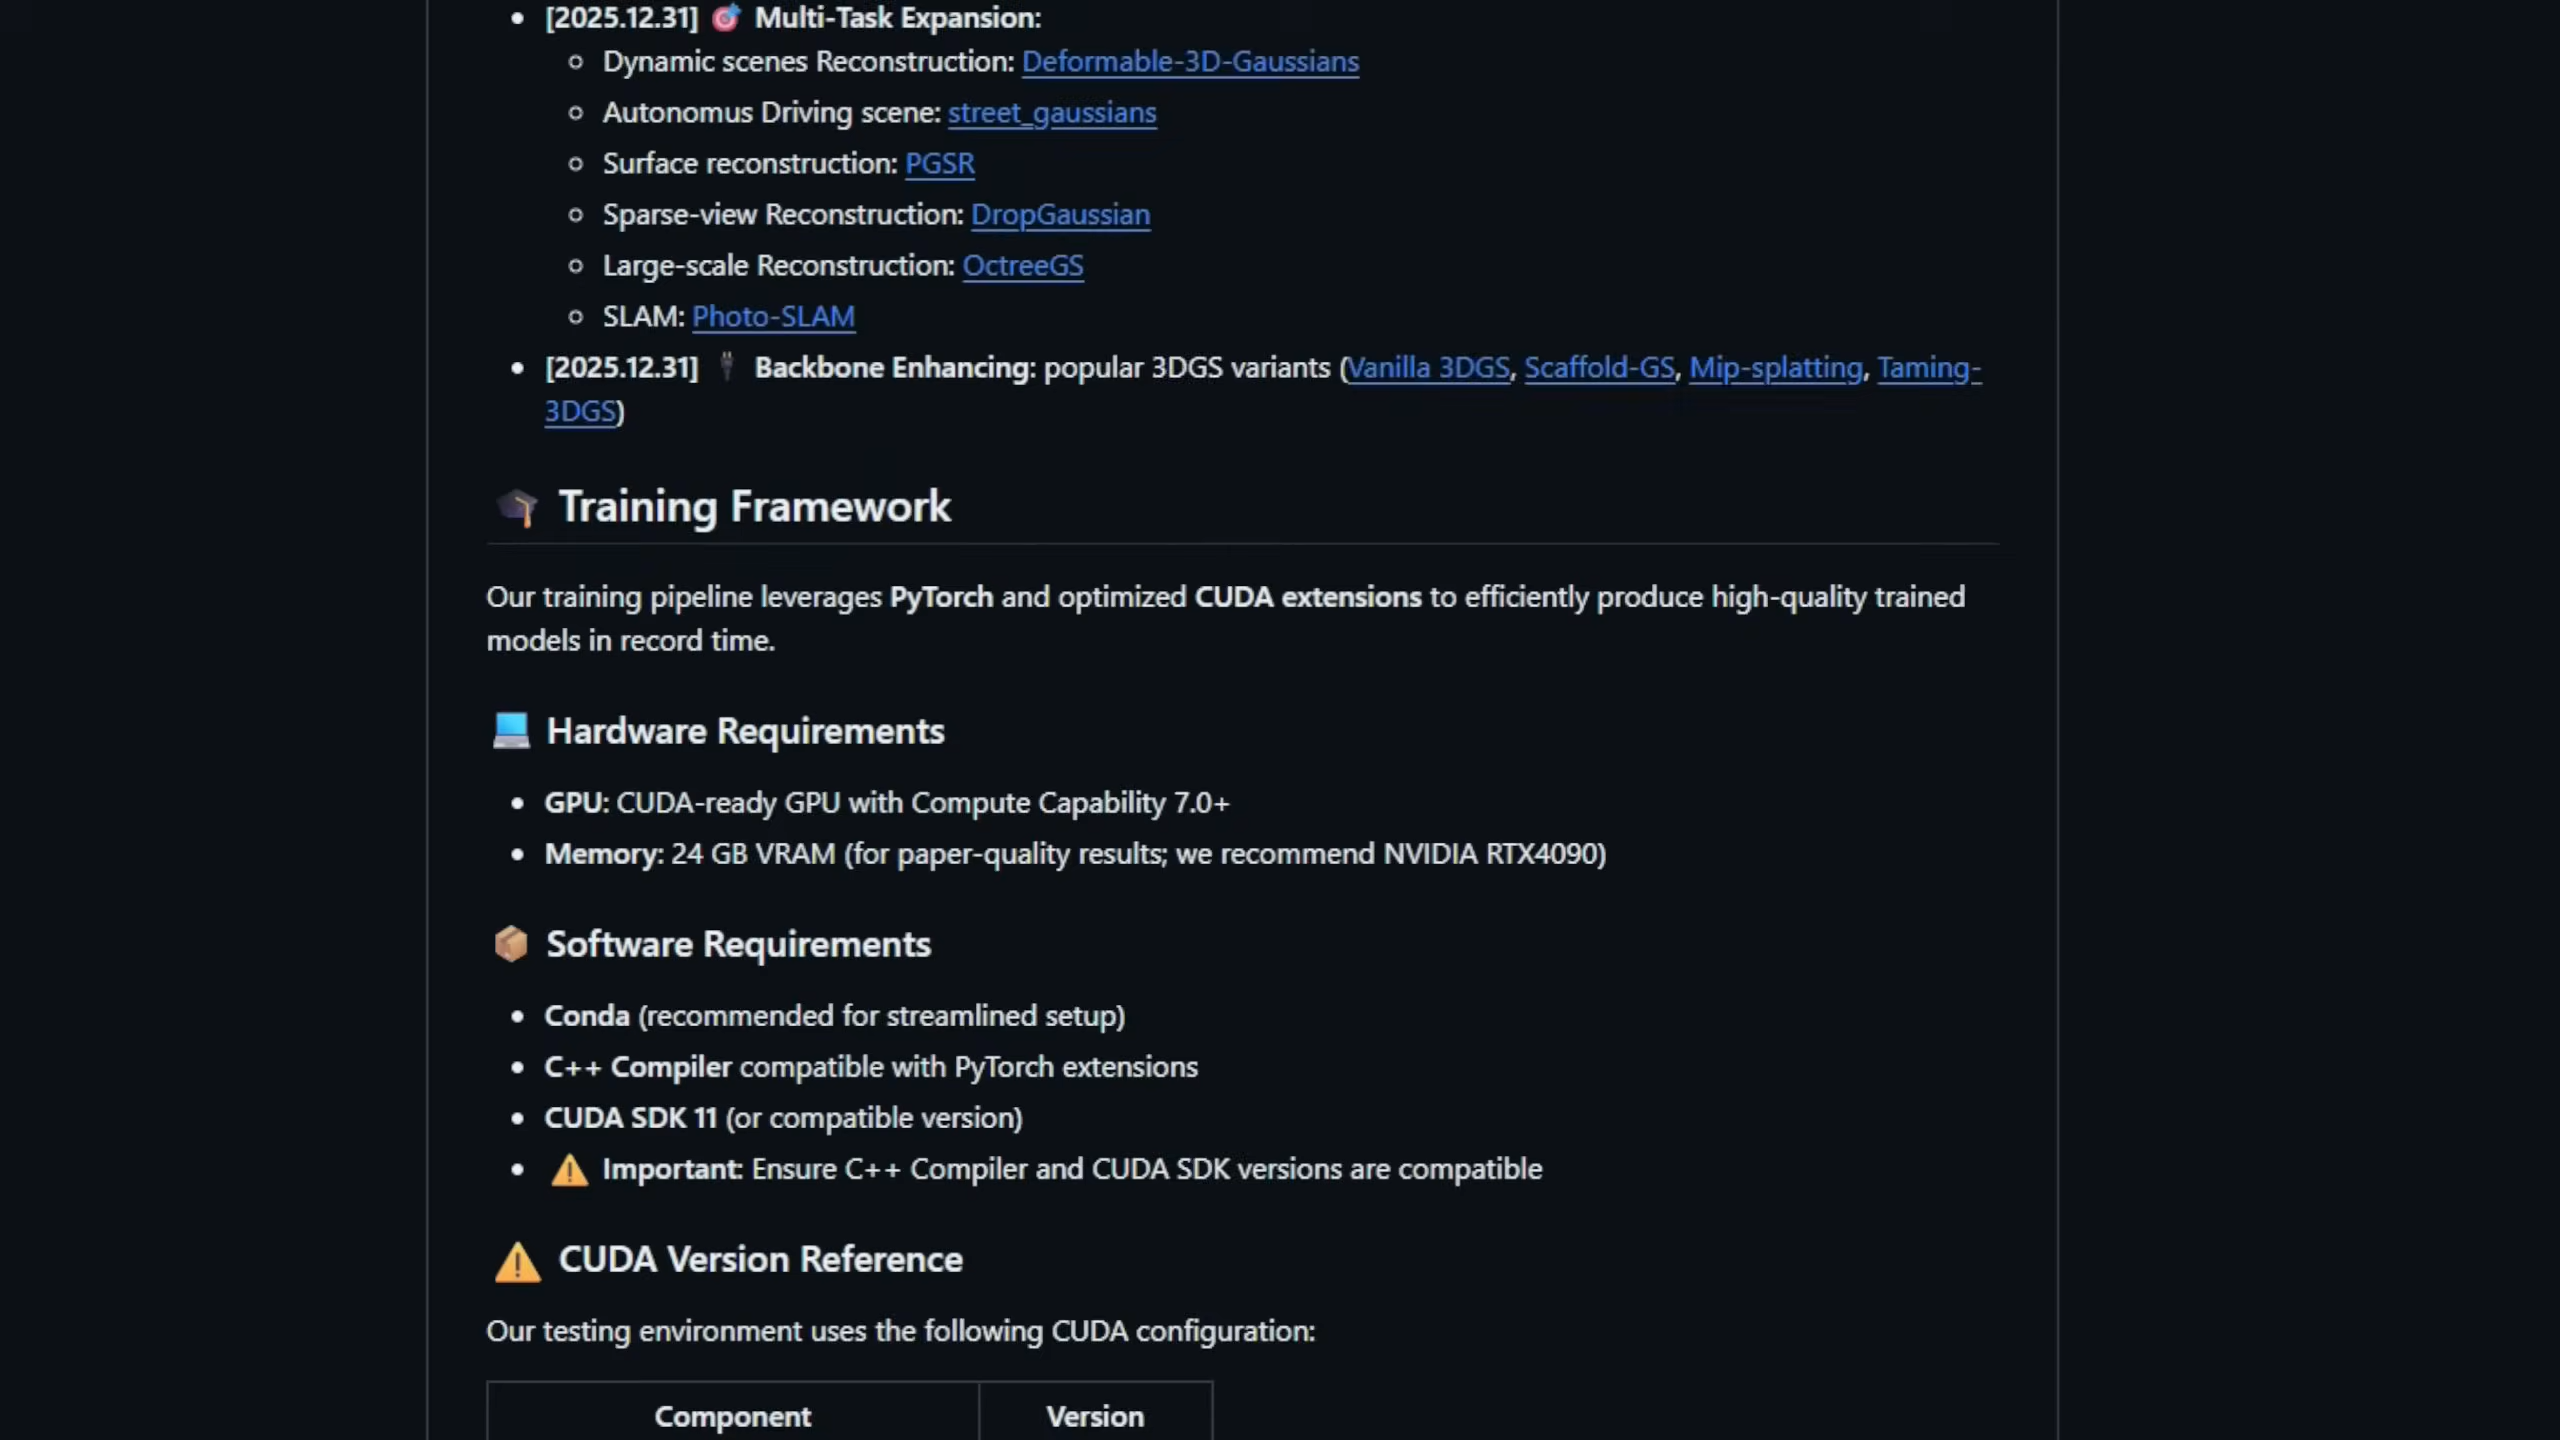 [2025.12.31] 🎯 Multi-Task Expansion:
Dynamic scenes Reconstruction: Deformable-3D-Gaussians
Autonomus Driving scene: street_gaussians
Surface reconstruction: PGSR
Sparse-view Reconstruction: DropGaussian
Large-scale Reconstruction: OctreeGS
SLAM: Photo-SLAM
[2025.12.31] 🔌 Backbone Enhancing: popular 3DGS variants (Vanilla 3DGS, Scaffold-GS, Mip-splatting, Taming-
3DGS)
🎓 Training Framework
Our training pipeline leverages PyTorch and optimized CUDA extensions to efficiently produce high-quality trained
models in record time.
💻 Hardware Requirements
GPU: CUDA-ready GPU with Compute Capability 7.0+
Memory: 24 GB VRAM (for paper-quality results; we recommend NVIDIA RTX4090)
📦 Software Requirements
Conda (recommended for streamlined setup)
C++ Compiler compatible with PyTorch extensions
CUDA SDK 11 (or compatible version)
⚠️ Important: Ensure C++ Compiler and CUDA SDK versions are compatible
⚠️ CUDA Version Reference
Our testing environment uses the following CUDA configuration:
Component Version